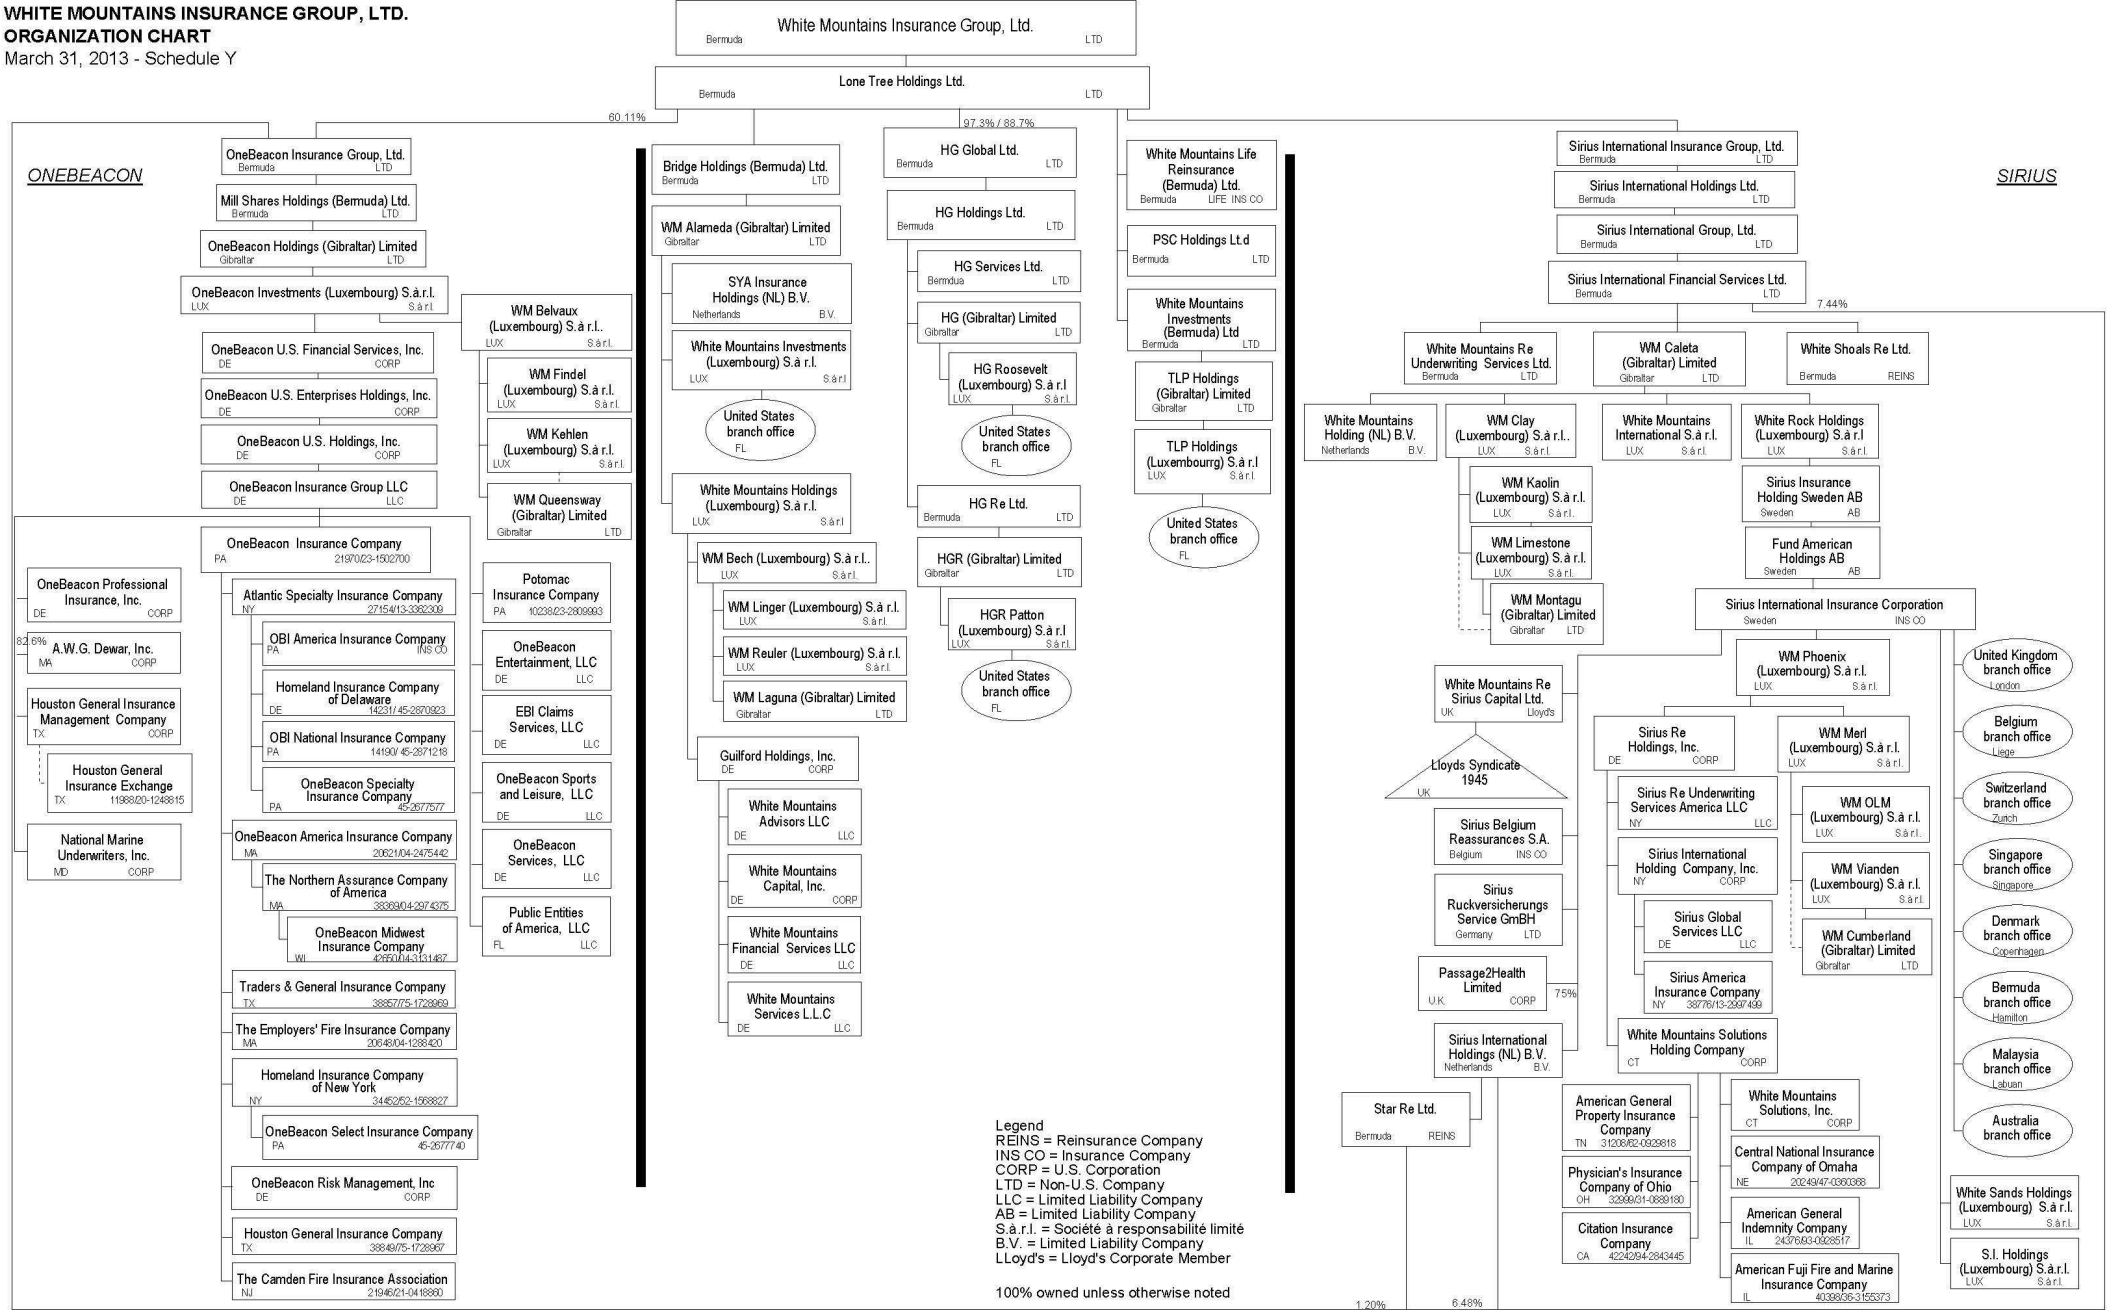 WHITE MOUNTAINS INSURANCE GROUP, LTD.
ORGANIZATION CHART
March 31, 2013 - Schedule Y
White Mountains Insurance Group, Ltd.
Bermuda LTD
Lone Tree Holdings Ltd.
Bermuda LTD
60.11%
97.3% / 88.7%
ONEBEACON
OneBeacon Insurance Group, Ltd.
Bermuda LTD
Mill Shares Holdings (Bermuda) Ltd.
Bermuda LTD
OneBeacon Holdings (Gibraltar) Limited
Gibraltar LTD
OneBeacon Investments (Luxembourg) S.à r.l.
LUX S.à r.l.
OneBeacon U.S. Financial Services, Inc.
DE CORP
OneBeacon U.S. Enterprises Holdings, Inc.
DE CORP
OneBeacon U.S. Holdings, Inc.
DE CORP
OneBeacon Insurance Group LLC
DE LLC
WM Belvaux
(Luxembourg) S.à r.l..
LUX S.à r.l.
WM Findel
(Luxembourg) S.à r.l.
LUX S.à r.l.
WM Kehlen
(Luxembourg) S.à r.l.
LUX S.à r.l.
WM Queensway
(Gibraltar) Limited
Gibraltar LTD
OneBeacon Professional
Insurance, Inc.
DE CORP
82.6%
A.W.G. Dewar, Inc.
MA CORP
Houston General Insurance
Management Company
TX CORP
Houston General
Insurance Exchange
TX 11988/20-1248815
National Marine
Underwriters, Inc.
MD CORP
OneBeacon Insurance Company
PA 21970/23-1502700
Atlantic Specialty Insurance Company
NY 27154/13-3362309
OBI America Insurance Company
PA INS CO
Homeland Insurance Company
of Delaware
DE 14231/ 45-2870923
OBI National Insurance Company
PA 14190/ 45-2871218
OneBeacon Specialty
Insurance Company
PA 45-2677577
OneBeacon America Insurance Company
MA 20621/04-2475442
The Northern Assurance Company
of America
MA 38369/04-2974375
OneBeacon Midwest
Insurance Company
WI 42650/04-3131487
Traders & General Insurance Company
TX 38857/75-1728969
The Employers' Fire Insurance Company
MA 20648/04-1288420
Homeland Insurance Company
of New York
NY 34452/52-1568827
OneBeacon Select Insurance Company
PA 45-2677740
OneBeacon Risk Management, Inc
DE CORP
Houston General Insurance Company
TX 38849/75-1728967
The Camden Fire Insurance Association
NJ 21946/21-0418860
Potomac
Insurance Company
PA 10238/23-2809993
OneBeacon
Entertainment, LLC
DE LLC
EBI Claims
Services, LLC
DE LLC
OneBeacon Sports
and Leisure, LLC
DE LLC
OneBeacon
Services, LLC
DE LLC
Public Entities
of America, LLC
FL LLC
Bridge Holdings (Bermuda) Ltd.
Bermuda LTD
WM Alameda (Gibraltar) Limited
Gibraltar LTD
SYA Insurance
Holdings (NL) B.V.
Netherlands B.V.
White Mountains Investments
(Luxembourg) S.à r.l.
LUX S.à r.l
United States
branch office
FL
White Mountains Holdings
(Luxembourg) S.à r.l.
LUX S.à r.l
WM Bech (Luxembourg) S.à r.l..
LUX S.à r.l.
WM Linger (Luxembourg) S.à r.l.
LUX S.à r.l.
WM Reuler (Luxembourg) S.à r.l.
LUX S.à r.l.
WM Laguna (Gibraltar) Limited
Gibraltar LTD
Guilford Holdings, Inc.
DE CORP
White Mountains
Advisors LLC
DE LLC
White Mountains
Capital, Inc.
DE CORP
White Mountains
Financial Services LLC
DE LLC
White Mountains
Services L.L.C
DE LLC
HG Global Ltd.
Bermuda LTD
HG Holdings Ltd.
Bermuda LTD
HG Services Ltd.
Bermdua LTD
HG (Gibraltar) Limited
Gibraltar LTD
HG Roosevelt
(Luxembourg) S.à r.l
LUX S.à r.l.
United States
branch office
FL
HG Re Ltd.
Bermuda LTD
HGR (Gibraltar) Limited
Gibraltar LTD
HGR Patton
(Luxembourg) S.à r.l
LUX S.à r.l.
United States
branch office
FL
White Mountains Life
Reinsurance
(Bermuda) Ltd.
Bermuda LIFE INS CO
PSC Holdings Lt.d
Bermuda LTD
White Mountains
Investments
(Bermuda) Ltd
Bermuda LTD
TLP Holdings
(Gibraltar) Limited
Gibraltar LTD
TLP Holdings
(Luxembourrg) S.à r.l
LUX S.à r.l.
United States
branch office
FL
Legend
REINS = Reinsurance Company
INS CO = Insurance Company
CORP = U.S. Corporation
LTD = Non-U.S. Company
LLC = Limited Liability Company
AB = Limited Liability Company
S.à.r.l. = Société à responsabilité limité
B.V. = Limited Liability Company
LLoyd's = Lloyd's Corporate Member
100% owned unless otherwise noted
SIRIUS
Sirius International Insurance Group, Ltd.
Bermuda LTD
Sirius International Holdings Ltd.
Bermuda LTD
Sirius International Group, Ltd.
Bermuda LTD
Sirius International Financial Services Ltd.
Bermuda LTD
7.44%
White Mountains Re
Underwriting Services Ltd.
Bermuda LTD
WM Caleta
(Gibraltar) Limited
Gibraltar LTD
White Shoals Re Ltd.
Bermuda REINS
White Mountains
Holding (NL) B.V.
Netherlands B.V.
WM Clay
(Luxembourg) S.à r.l..
LUX S.à r.l.
White Mountains
International S.à r.l.
LUX S.à r.l.
White Rock Holdings
(Luxembourg) S.à r.l
LUX S.à r.l.
WM Kaolin
(Luxembourg) S.à r.l.
LUX S.à r.l.
WM Limestone
(Luxembourg) S.à r.l.
LUX S.à r.l.
WM Montagu
(Gibraltar) Limited
Gibraltar LTD
Sirius Insurance
Holding Sweden AB
Sweden AB
Fund American
Holdings AB
Sweden AB
Sirius International Insurance Corporation
Sweden INS CO
White Mountains Re
Sirius Capital Ltd.
UK Lloyd's
Lloyds Syndicate
1945
UK
Sirius Belgium
Reassurances S.A.
Belgium INS CO
Sirius
Ruckversicherungs
Service GmBH
Germany LTD
Passage2Health
Limited
U.K. CORP
75%
Sirius International
Holdings (NL) B.V.
Netherlands B.V.
Star Re Ltd.
Bermuda REINS
1.20%
6.48%
WM Phoenix
(Luxembourg) S.à r.l.
LUX S.à r.l.
Sirius Re
Holdings, Inc.
DE CORP
Sirius Re Underwriting
Services America LLC
NY LLC
Sirius International
Holding Company, Inc.
NY CORP
Sirius Global
Services LLC
DE LLC
Sirius America
Insurance Company
NY 38776/13-2997499
White Mountains Solutions
Holding Company
CT CORP
American General
Property Insurance
Company
TN 31208/62-0929818
Physician's Insurance
Company of Ohio
OH 32999/31-0889180
Citation Insurance
Company
CA 42242/94-2843445
White Mountains
Solutions, Inc.
CT CORP
Central National Insurance
Company of Omaha
NE 20249/47-0360368
American General
Indemnity Company
IL 24376/93-0928517
American Fuji Fire and Marine
Insurance Company
IL 40398/36-3155373
WM Merl
(Luxembourg) S.à r.l.
LUX S.à r.l.
WM OLM
(Luxembourg) S.à r.l.
LUX S.à r.l.
WM Vianden
(Luxembourg) S.à r.l.
LUX S.à r.l.
WM Cumberland
(Gibraltar) Limited
Gibraltar LTD
United Kingdom
branch office
London
Belgium
branch office
Liege
Switzerland
branch office
Zurich
Singapore
branch office
Singapore
Denmark
branch office
Copenhagen
Bermuda
branch office
Hamilton
Malaysia
branch office
Labuan
Australia
branch office
White Sands Holdings
(Luxembourg) S.à r.l.
LUX S.à r.l.
S.I. Holdings
(Luxembourg) S.à.r.l.
LUX S.à r.l.